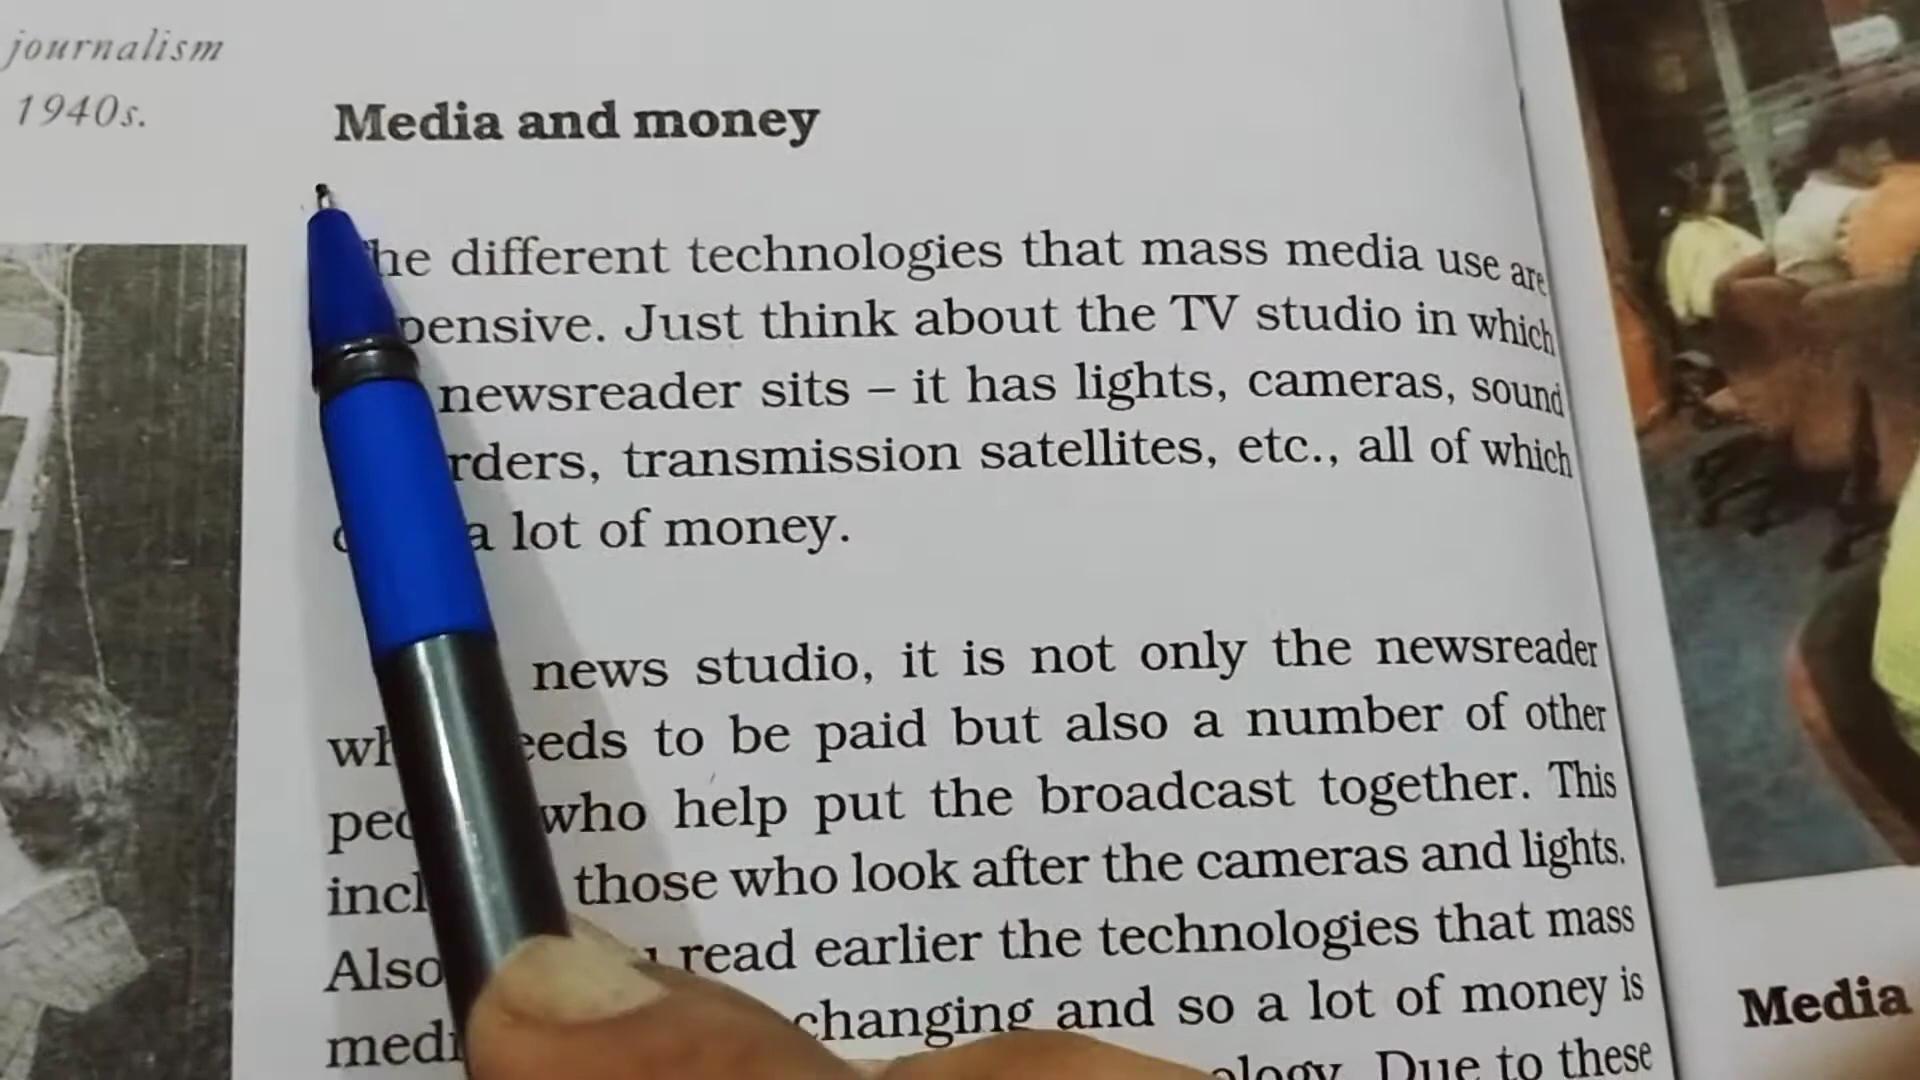 journalism
1940s.
Media and money
he different technologies that mass media use are
pensive. Just think about the TV studio in which
newsreader sits – it has lights, cameras, sound
rders, transmission satellites, etc., all of which
a lot of money.
news studio, it is not only the newsreader
eeds to be paid but also a number of other
who help put the broadcast together. This
incl those who look after the cameras and lights.
Also read earlier the technologies that mass
medi changing and so a lot of money is
ology. Due to these
Media